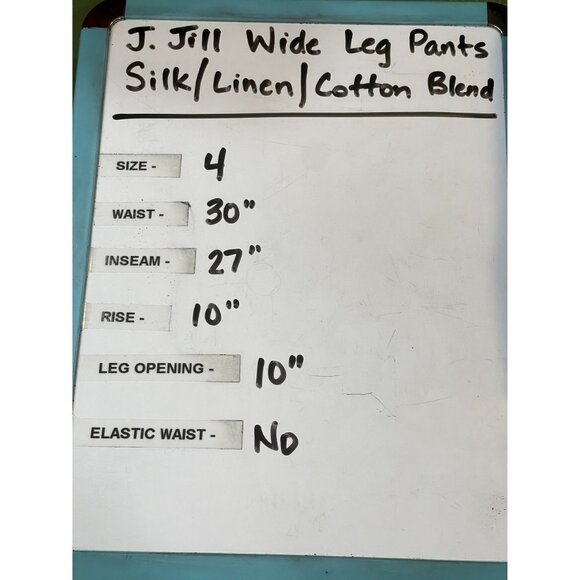 J. Jill Wide Leg Pants
Silk/Linen/Cotton Blend
SIZE - 4
WAIST - 30"
INSEAM - 27"
RISE - 10"
LEG OPENING - 10"
ELASTIC WAIST - No